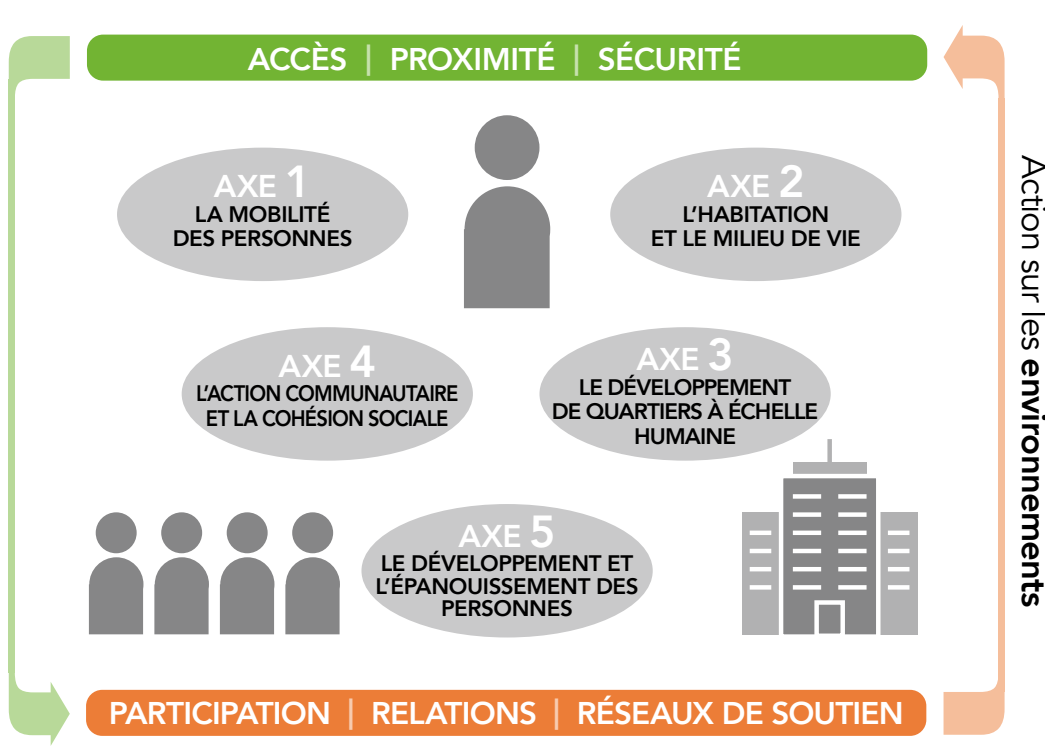 ACCÈS | PROXIMITÉ | SÉCURITÉ
AXE 1
LA MOBILITÉ
DES PERSONNES
AXE 2
L'HABITATION
ET LE MILIEU DE VIE
AXE 4
L'ACTION COMMUNAUTAIRE
ET LA COHÉSION SOCIALE
AXE 3
LE DÉVELOPPEMENT
DE QUARTIERS À ÉCHELLE
HUMAINE
AXE 5
LE DÉVELOPPEMENT ET
L'ÉPANOUISSEMENT DES
PERSONNES
PARTICIPATION | RELATIONS | RÉSEAUX DE SOUTIEN
Action sur les environnements